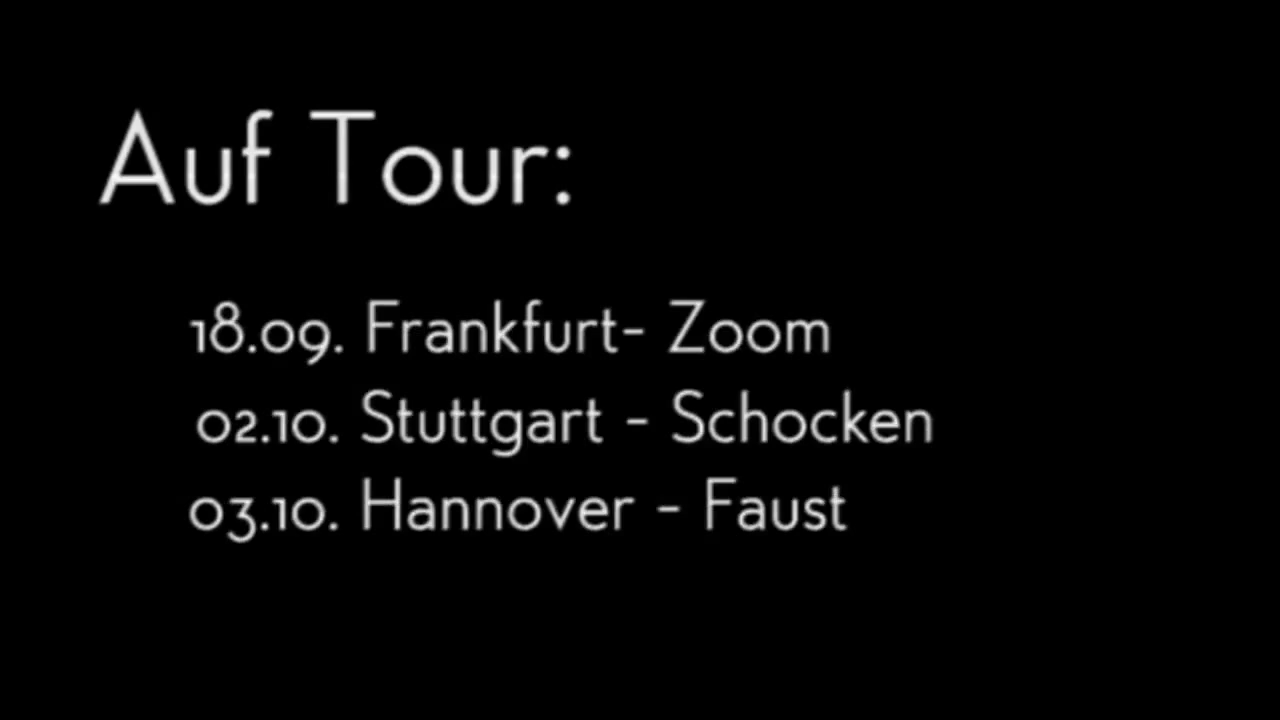 Auf Tour:
18.09. Frankfurt- Zoom
02.10. Stuttgart - Schocken
03.10. Hannover - Faust